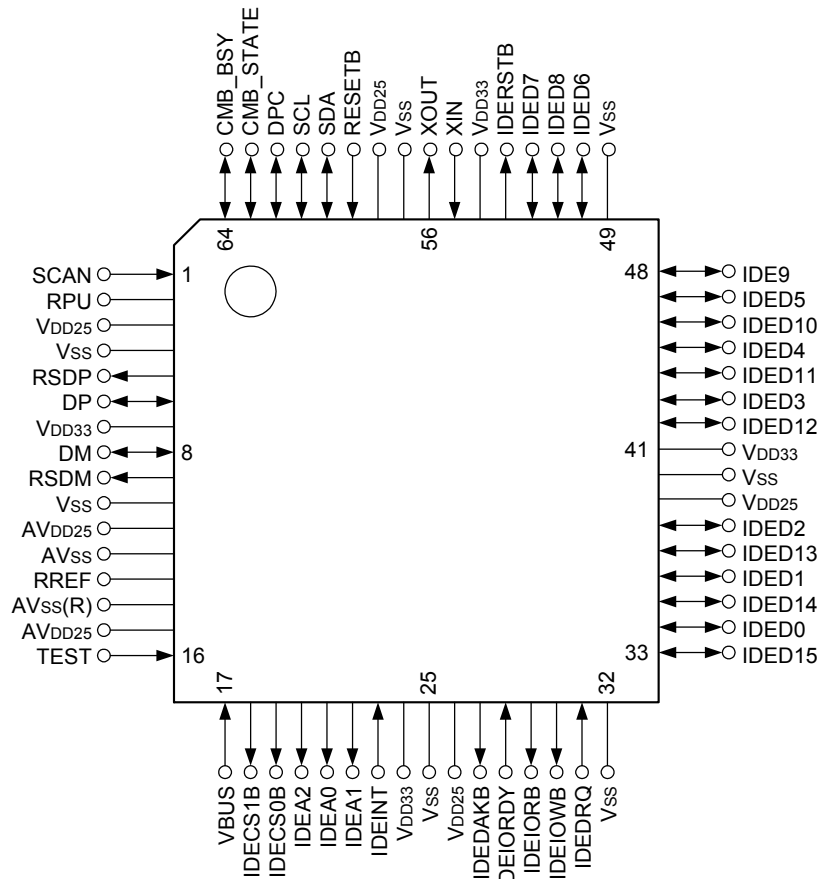 CMB_BSY
CMB_STATE
DPC
SCL
SDA
RESETB
VDD25
VSS
XOUT
XIN
VDD33
IDERSTB
IDED7
IDED8
IDED6
VSS
64
56
49
SCAN
RPU
VDD25
VSS
RSDP
DP
VDD33
DM
RSDM
VSS
AVDD25
AVSS
RREF
AVSS(R)
AVDD25
TEST
1
8
16
48
41
33
IDE9
IDED5
IDED10
IDED4
IDED11
IDED3
IDED12
VDD33
VSS
VDD25
IDED2
IDED13
IDED1
IDED14
IDED0
IDED15
17
25
32
VBUS
IDECS1B
IDECS0B
IDEA2
IDEA0
IDEA1
IDEINT
VDD33
VSS
VDD25
IDEDAKB
IDEIORDY
IDEIORB
IDEIOWB
IDEDRQ
VSS